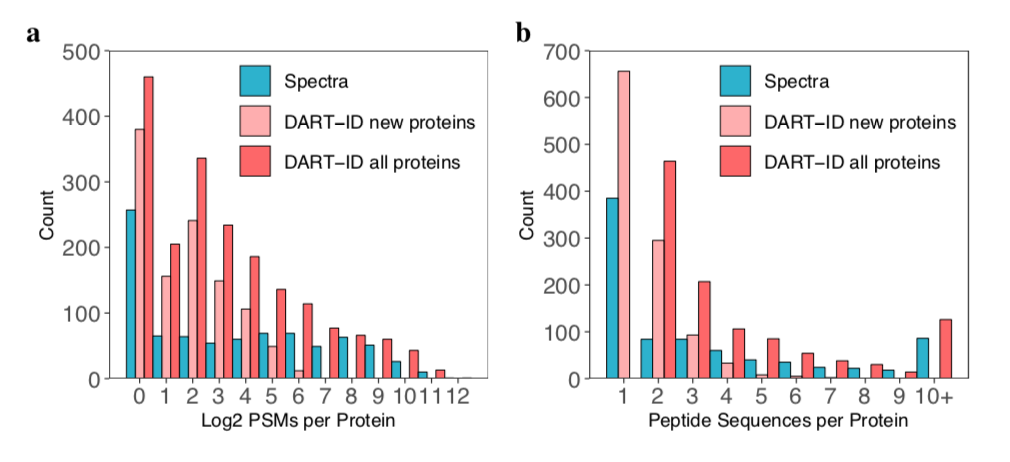 a
500
400
300
200
100
0
Count
Spectra
DART−ID new proteins
DART−ID all proteins
0 1 2 3 4 5 6 7 8 9 10 11 12
Log2 PSMs per Protein
b
700
600
500
400
300
200
100
0
Count
Spectra
DART−ID new proteins
DART−ID all proteins
1 2 3 4 5 6 7 8 9 10+
Peptide Sequences per Protein